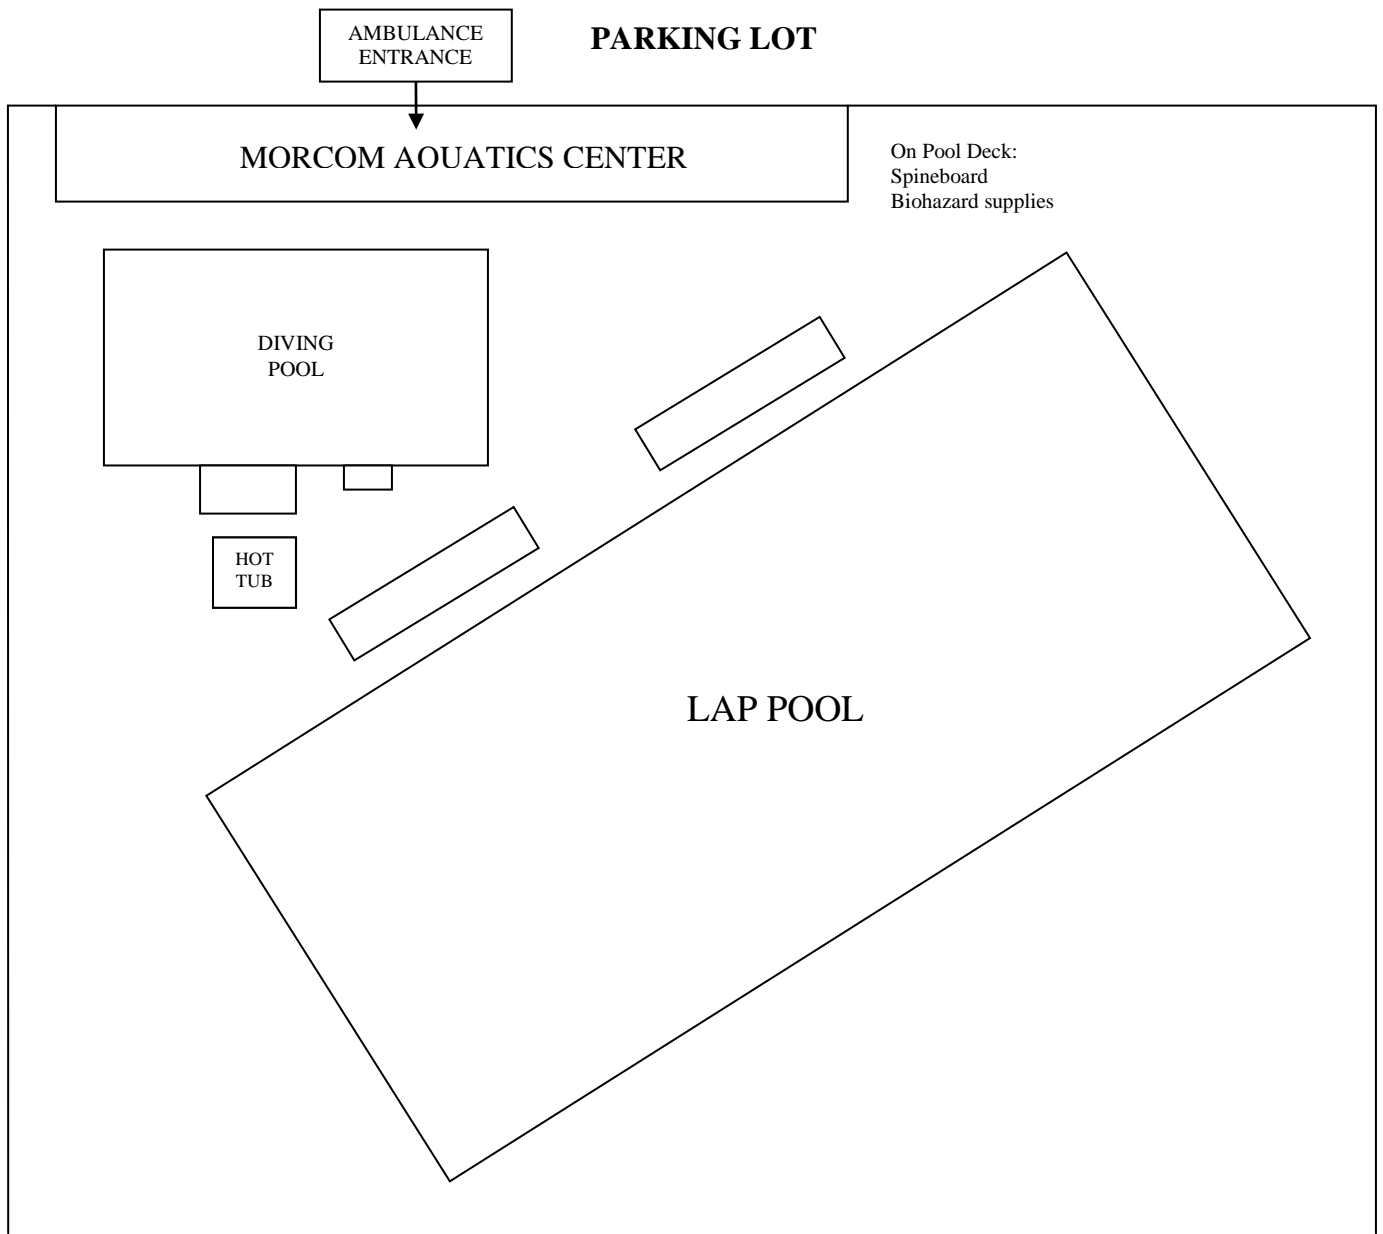 AMBULANCE
ENTRANCE
PARKING LOT
MORCOM AOUATICS CENTER
On Pool Deck:
Spineboard
Biohazard supplies
DIVING
POOL
HOT
TUB
LAP POOL